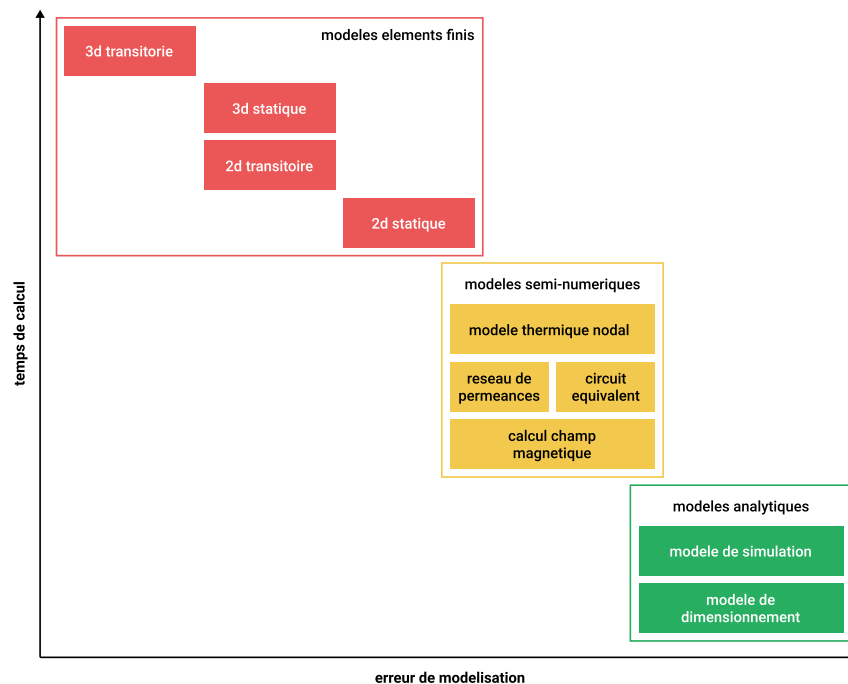 modeles elements finis
3d transitorie
3d statique
2d transitoire
2d statique
modeles semi-numeriques
modele thermique nodal
reseau de
permeances
circuit
equivalent
calcul champ
magnetique
modeles analytiques
modele de simulation
modele de
dimensionnement
temps de calcul
erreur de modelisation